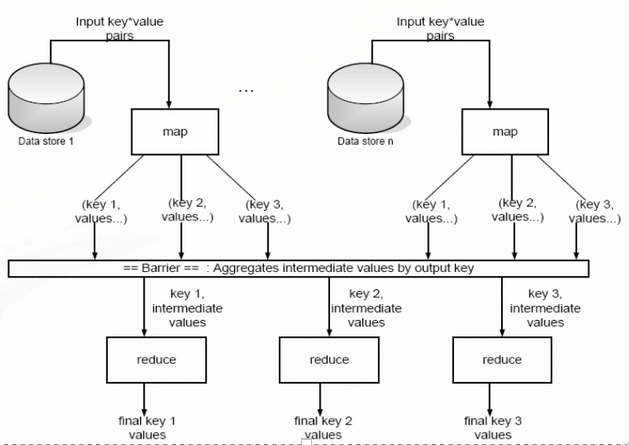 Input key*value
pairs
Input key*value
pairs
...
map
map
Data store 1
Data store n
(key 1,
values...)
(key 2,
values...)
(key 3,
values...)
(key 1,
values...)
(key 2,
values...)
(key 3,
values...)
== Barrier == : Aggregates intermediate values by output key
key 1,
intermediate
values
key 2,
intermediate
values
key 3,
intermediate
values
reduce
reduce
reduce
final key 1
values
final key 2
values
final key 3
values